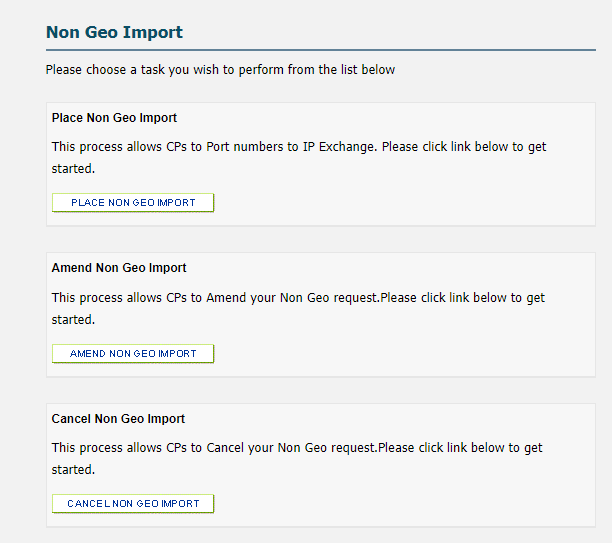 Non Geo Import
Please choose a task you wish to perform from the list below
Place Non Geo Import
This process allows CPs to Port numbers to IP Exchange. Please click link below to get
started.
PLACE NON GEO IMPORT
Amend Non Geo Import
This process allows CPs to Amend your Non Geo request.Please click link below to get
started.
AMEND NON GEO IMPORT
Cancel Non Geo Import
This process allows CPs to Cancel your Non Geo request.Please click link below to get
started.
CANCEL NON GEO IMPORT